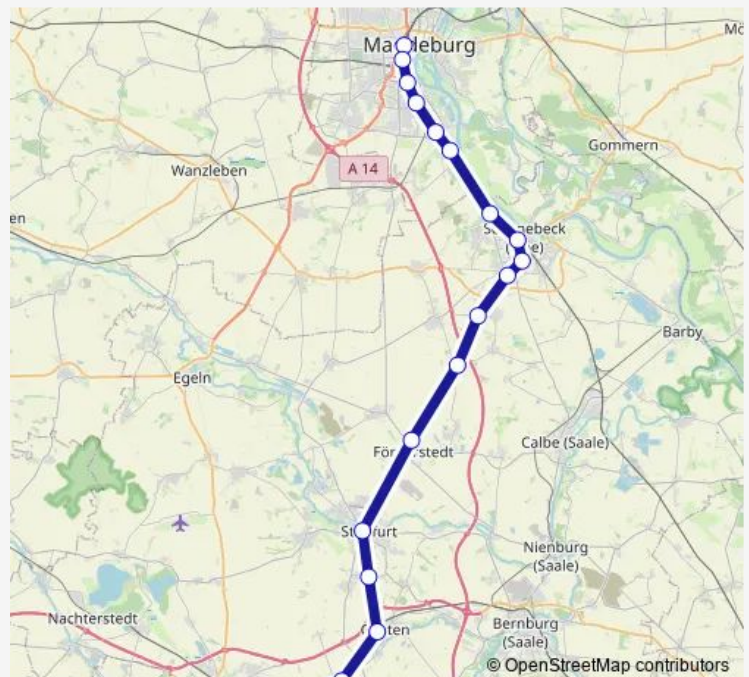 Gommern
A 14
Wanzleben
Barby
Egeln
Calbe (Saale)
Nienburg
(Saale)
Nachterstedt
Bernburg
(Saale)
© OpenStreetMap contributors